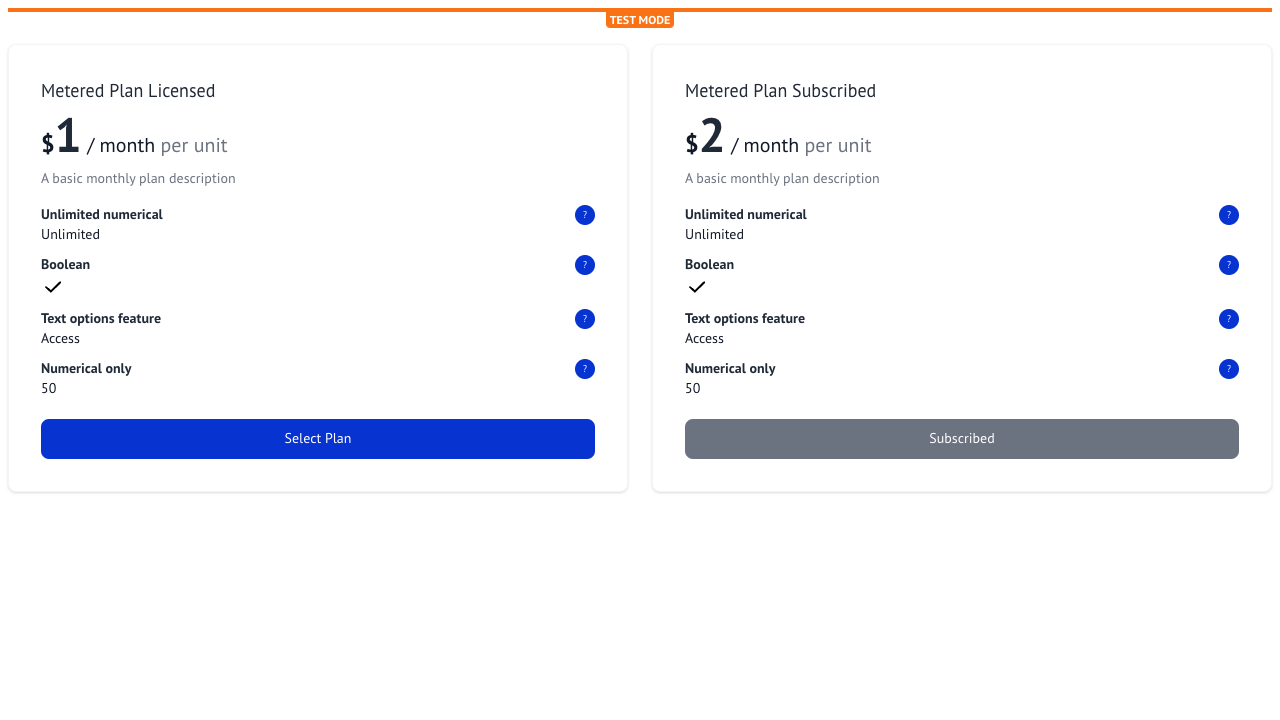 TEST MODE
Metered Plan Licensed
$1 / month per unit
A basic monthly plan description
Unlimited numerical
?
Unlimited
Boolean
?
Text options feature
?
Access
Numerical only
?
50
Select Plan
Metered Plan Subscribed
$2 / month per unit
A basic monthly plan description
Unlimited numerical
?
Unlimited
Boolean
?
Text options feature
?
Access
Numerical only
?
50
Subscribed